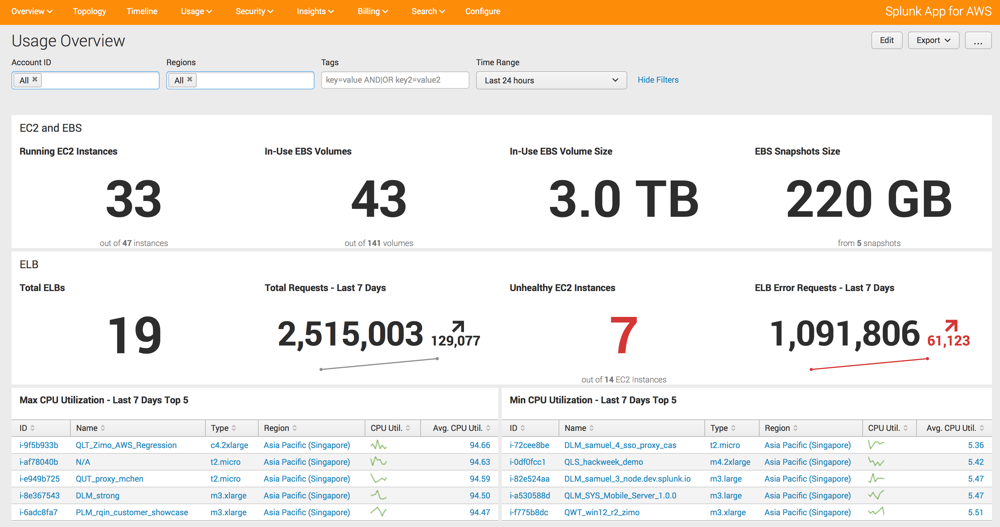 Overview Topology Timeline Usage Security Insights Billing Search Configure Splunk App for AWS
Usage Overview Edit Export ...
Account ID Regions Tags Time Range
All All key=value AND|OR key2=value2 Last 24 hours Hide Filters
EC2 and EBS
Running EC2 Instances In-Use EBS Volumes In-Use EBS Volume Size EBS Snapshots Size
33 43 3.0 TB 220 GB
out of 47 instances out of 141 volumes from 5 snapshots
ELB
Total ELBs Total Requests - Last 7 Days Unhealthy EC2 Instances ELB Error Requests - Last 7 Days
19 2,515,003 129,077 7 1,091,806 61,123
out of 14 EC2 Instances
Max CPU Utilization - Last 7 Days Top 5
ID Name Type Region CPU Util. Avg. CPU Util.
i-9f5b933b QLT_Zimo_AWS_Regression c4.2xlarge Asia Pacific (Singapore) 94.66
i-af78040b N/A t2.micro Asia Pacific (Singapore) 94.63
i-e949b725 QUT_proxy_mchen t2.micro Asia Pacific (Singapore) 94.59
i-8e367543 DLM_strong m3.xlarge Asia Pacific (Singapore) 94.50
i-6adc8fa7 PLM_rqin_customer_showcase m3.xlarge Asia Pacific (Singapore) 94.47
Min CPU Utilization - Last 7 Days Top 5
ID Name Type Region CPU Util. Avg. CPU Util.
i-72cee8be DLM_samuel_4_sso_proxy_cas t2.micro Asia Pacific (Singapore) 5.36
i-0df0fcc1 QLS_hackweek_demo m4.2xlarge Asia Pacific (Singapore) 5.42
i-82e524aa DLM_samuel_3_node.dev.splunk.io m3.large Asia Pacific (Singapore) 5.47
i-a530588d QLM_SYS_Mobile_Server_1.0.0 m3.large Asia Pacific (Singapore) 5.47
i-f775b8dc QWT_win12_r2_zimo m3.xlarge Asia Pacific (Singapore) 5.51